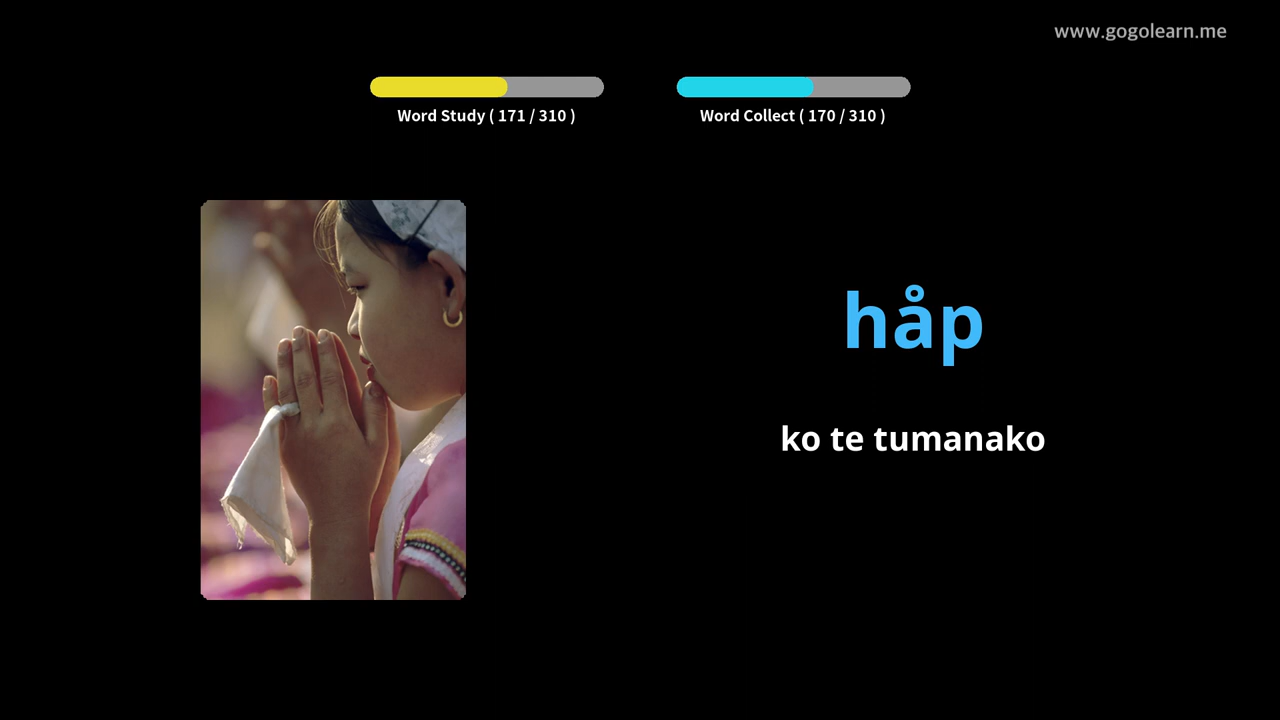 www.gogolearn.me
Word Study ( 171 / 310 )
Word Collect ( 170 / 310 )
håp
ko te tumanako